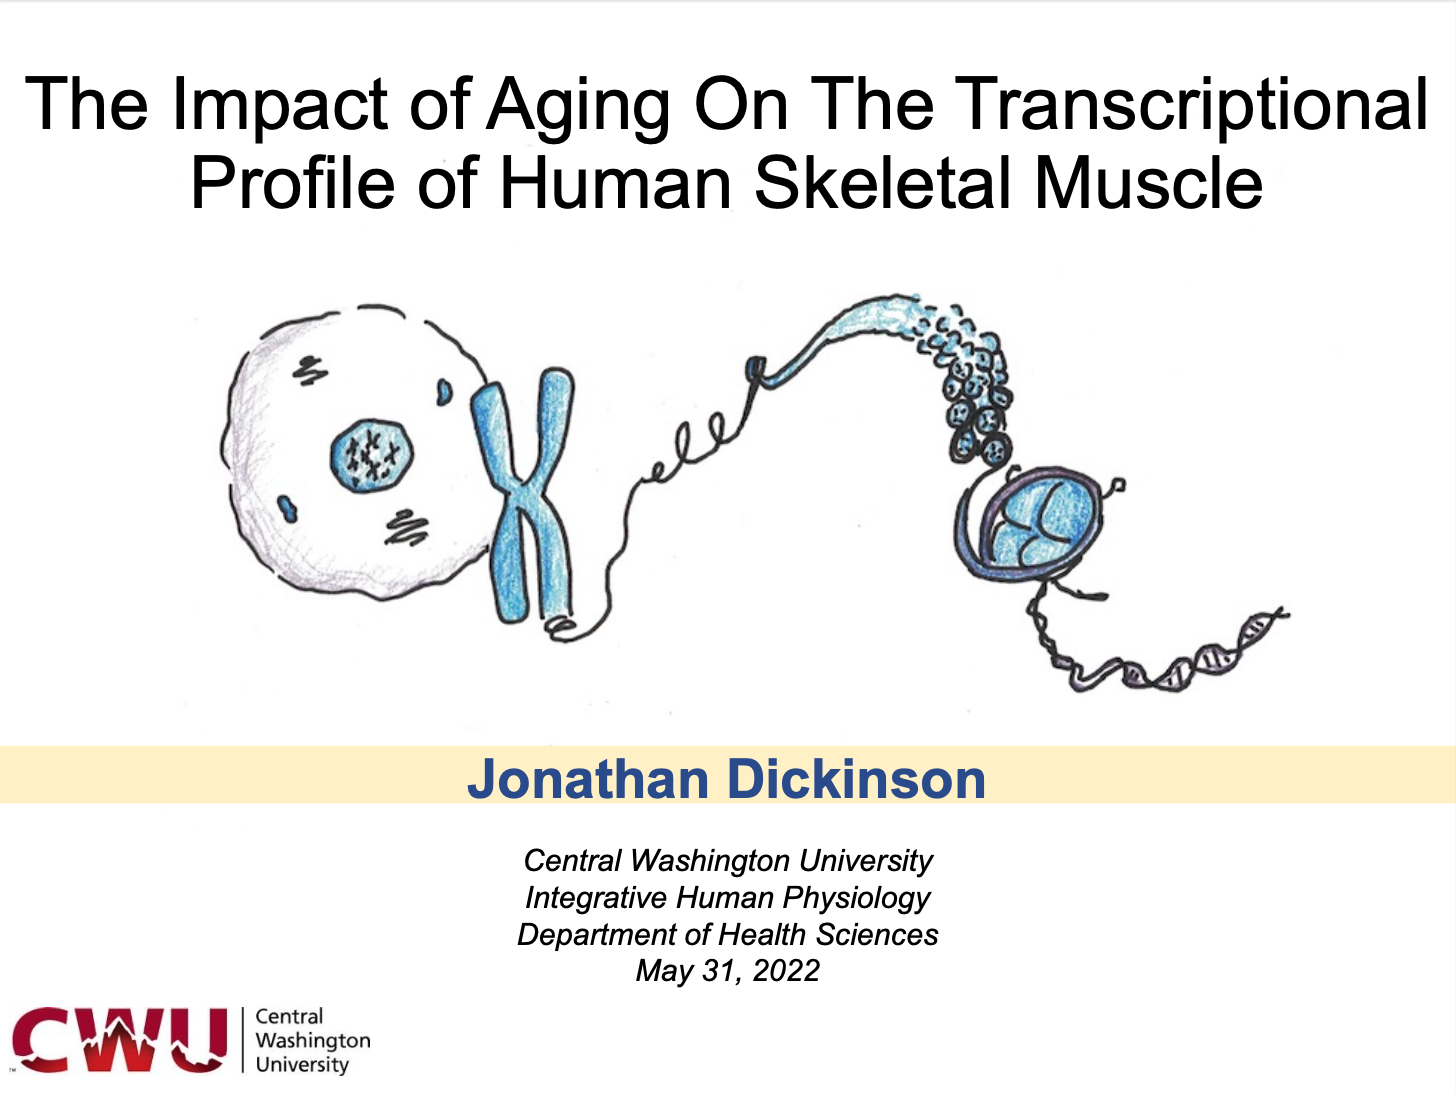 The Impact of Aging On The Transcriptional
Profile of Human Skeletal Muscle
Jonathan Dickinson
Central Washington University
Integrative Human Physiology
Department of Health Sciences
May 31, 2022
CWU
™
Central
Washington
University